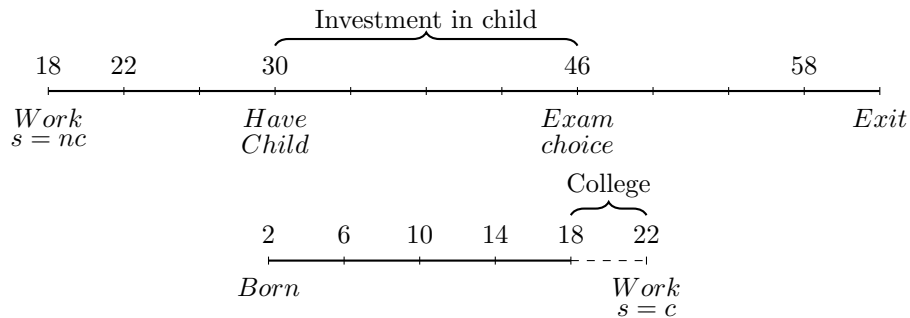 Investment in child
18 22 30 46 58
Work Have Exam Exit
s = nc Child choice
College
2 6 10 14 18 22
Born Work
s = c